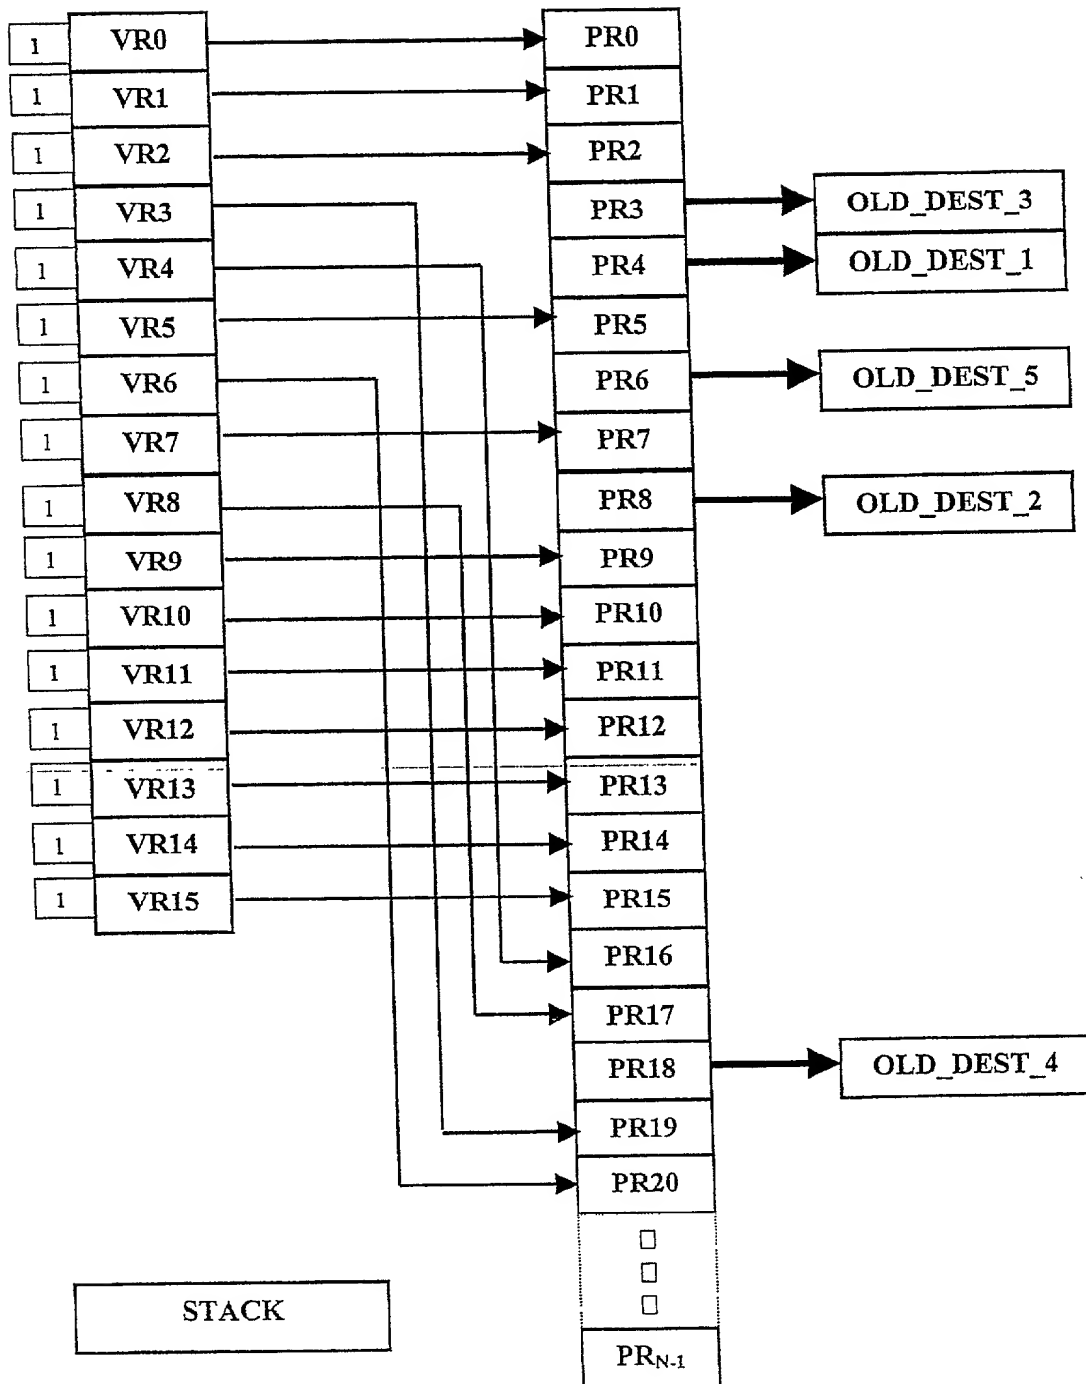 1 VR0 PR0
1 VR1 PR1
1 VR2 PR2
1 VR3 PR3 OLD_DEST_3
1 VR4 PR4 OLD_DEST_1
1 VR5 PR5
1 VR6 PR6 OLD_DEST_5
1 VR7 PR7
1 VR8 PR8 OLD_DEST_2
1 VR9 PR9
1 VR10 PR10
1 VR11 PR11
1 VR12 PR12
1 VR13 PR13
1 VR14 PR14
1 VR15 PR15
PR16
PR17
PR18 OLD_DEST_4
PR19
PR20
STACK
PRN-1